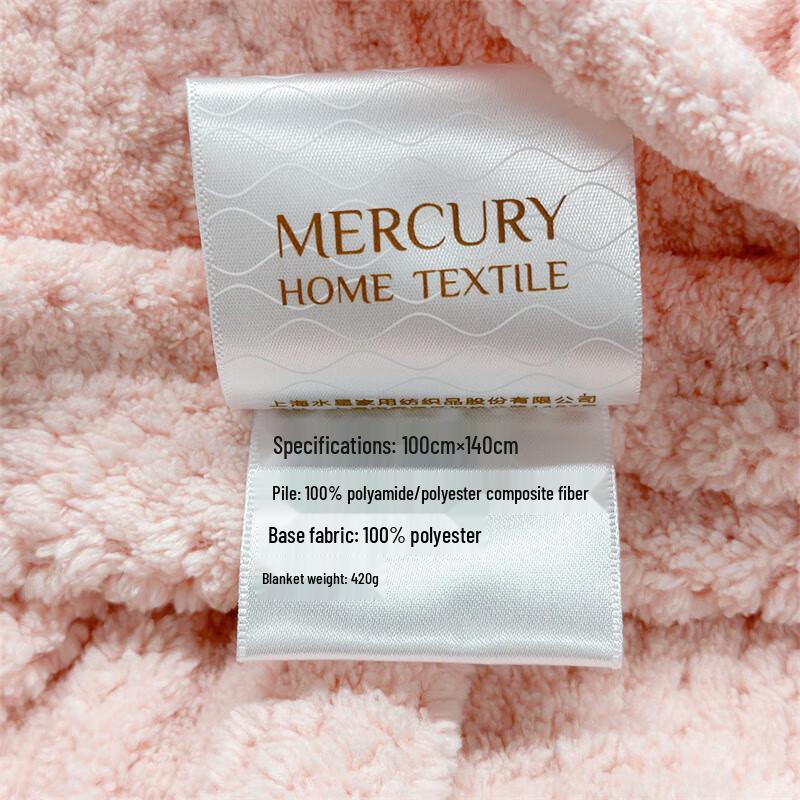 MERCURY
HOME TEXTILE
上海水星家用纺织品股份有限公司
Specifications: 100cm×140cm
Pile: 100% polyamide/polyester composite fiber
Base fabric: 100% polyester
Blanket weight: 420g